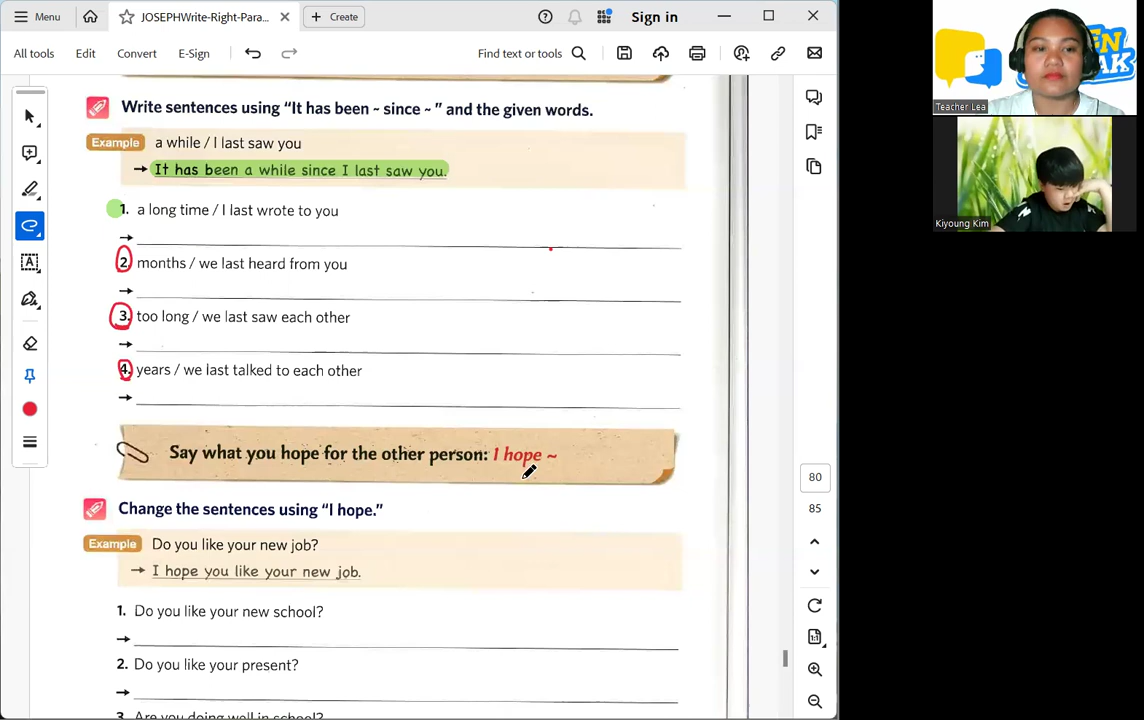 Menu
JOSEPHWrite-Right-Para...
Create
Sign in
All tools
Edit
Convert
E-Sign
Find text or tools
Write sentences using "It has been ~ since ~ " and the given words.
Example
a while / I last saw you
→ It has been a while since I last saw you.
1. a long time / I last wrote to you
→
2. months / we last heard from you
→
3. too long / we last saw each other
→
4. years / we last talked to each other
→
Say what you hope for the other person: I hope ~
Change the sentences using "I hope."
Example
Do you like your new job?
→ I hope you like your new job.
1. Do you like your new school?
→
2. Do you like your present?
→
3. Are you doing well in school?
80
85
Teacher Lea
Kiyoung Kim